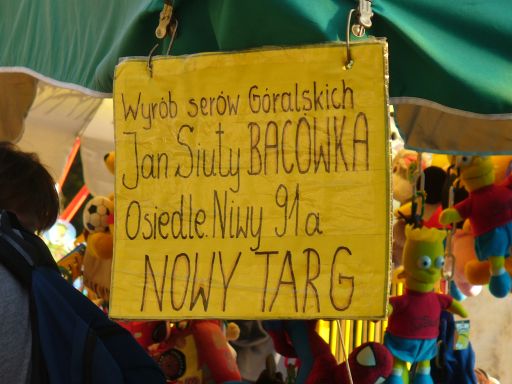 Wyrób serów Góralskich
Jan Siuty BACÓWKA
Osiedle.Niwy 91a
NOWY TARG